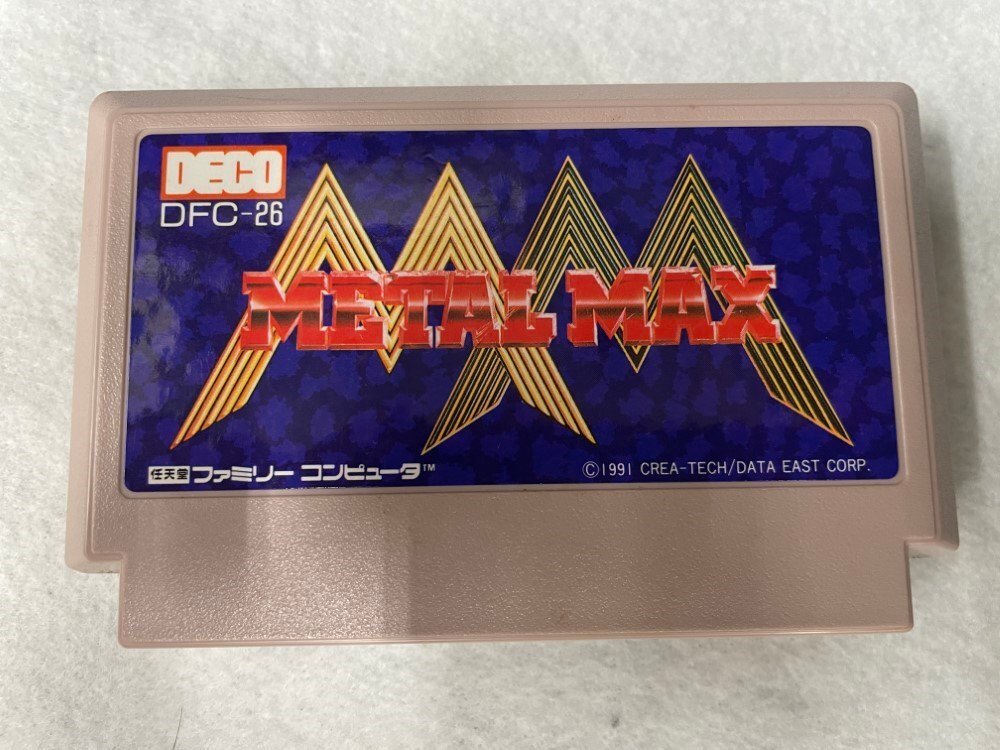 DECO
DFC-26
METAL MAX
任天堂 ファミリー コンピュータ™
©1991 CREA-TECH/DATA EAST CORP.